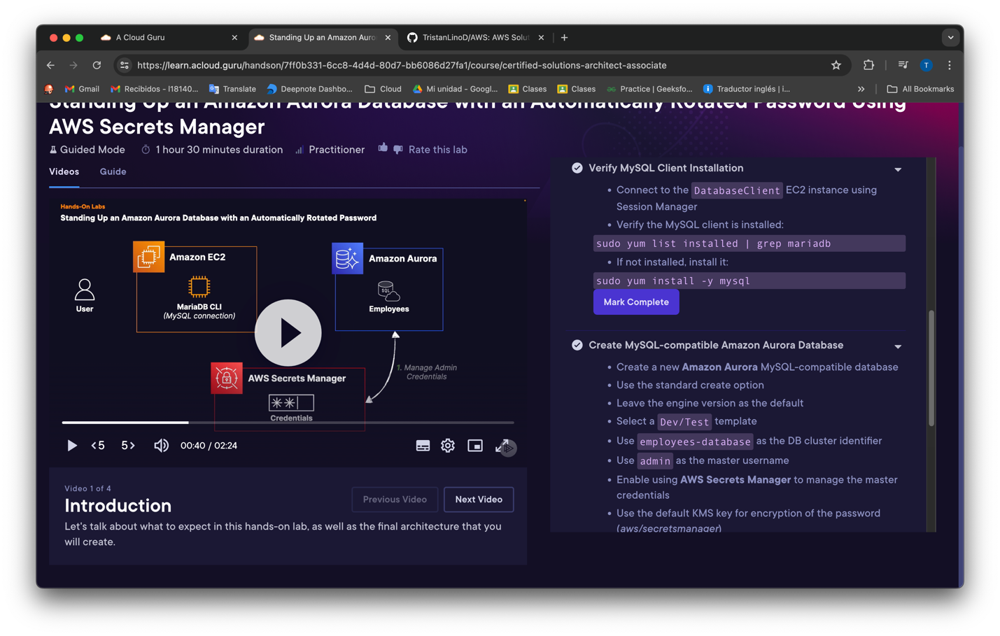 A Cloud Guru
Standing Up an Amazon Auro
TristanLinoD/AWS: AWS Solut
https://learn.acloud.guru/handson/7ff0b331-6cc8-4d4d-80d7-bb6086d27fa1/course/certified-solutions-architect-associate
T
Gmail
Recibidos - l18140...
Translate
Deepnote Dashbo...
Cloud
Mi unidad - Googl...
Clases
Clases
Practice | Geeksfo...
Traductor inglés | i...
All Bookmarks
Standing Up an Amazon Aurora Database with an Automatically Rotated Password Using
AWS Secrets Manager
Guided Mode
1 hour 30 minutes duration
Practitioner
Rate this lab
Videos
Guide
Hands-On Labs
Standing Up an Amazon Aurora Database with an Automatically Rotated Password
Amazon EC2
Amazon Aurora
User
MariaDB CLI
(MySQL connection)
SQL
Employees
1. Manage Admin
Credentials
AWS Secrets Manager
**|
Credentials
<5
5>
00:40 / 02:24
Video 1 of 4
Introduction
Previous Video
Next Video
Let's talk about what to expect in this hands-on lab, as well as the final architecture that you
will create.
Verify MySQL Client Installation
• Connect to the DatabaseClient EC2 instance using
Session Manager
• Verify the MySQL client is installed:
sudo yum list installed | grep mariadb
• If not installed, install it:
sudo yum install -y mysql
Mark Complete
Create MySQL-compatible Amazon Aurora Database
• Create a new Amazon Aurora MySQL-compatible database
• Use the standard create option
• Leave the engine version as the default
• Select a Dev/Test template
• Use employees-database as the DB cluster identifier
• Use admin as the master username
• Enable using AWS Secrets Manager to manage the master
credentials
• Use the default KMS key for encryption of the password
(aws/secretsmanager)